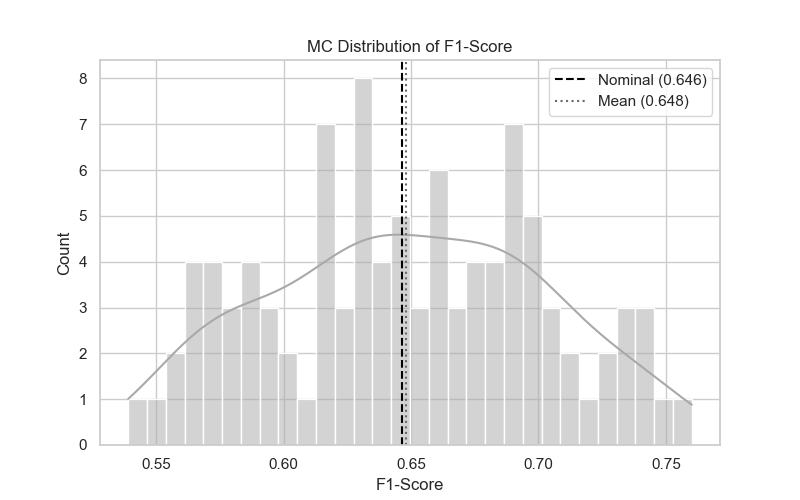 MC Distribution of F1-Score
Nominal (0.646)
Mean (0.648)
Count
8
7
6
5
4
3
2
1
0
0.55 0.60 0.65 0.70 0.75
F1-Score